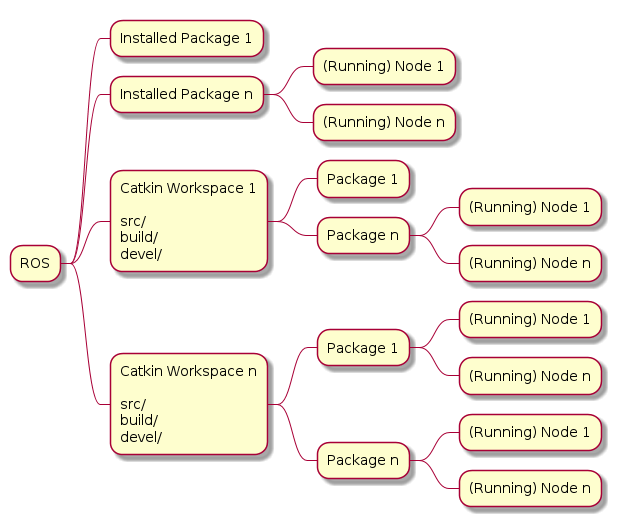 ROS
Installed Package 1
Installed Package n
(Running) Node 1
(Running) Node n
Catkin Workspace 1
src/
build/
devel/
Package 1
Package n
(Running) Node 1
(Running) Node n
Catkin Workspace n
src/
build/
devel/
Package 1
(Running) Node 1
(Running) Node n
Package n
(Running) Node 1
(Running) Node n